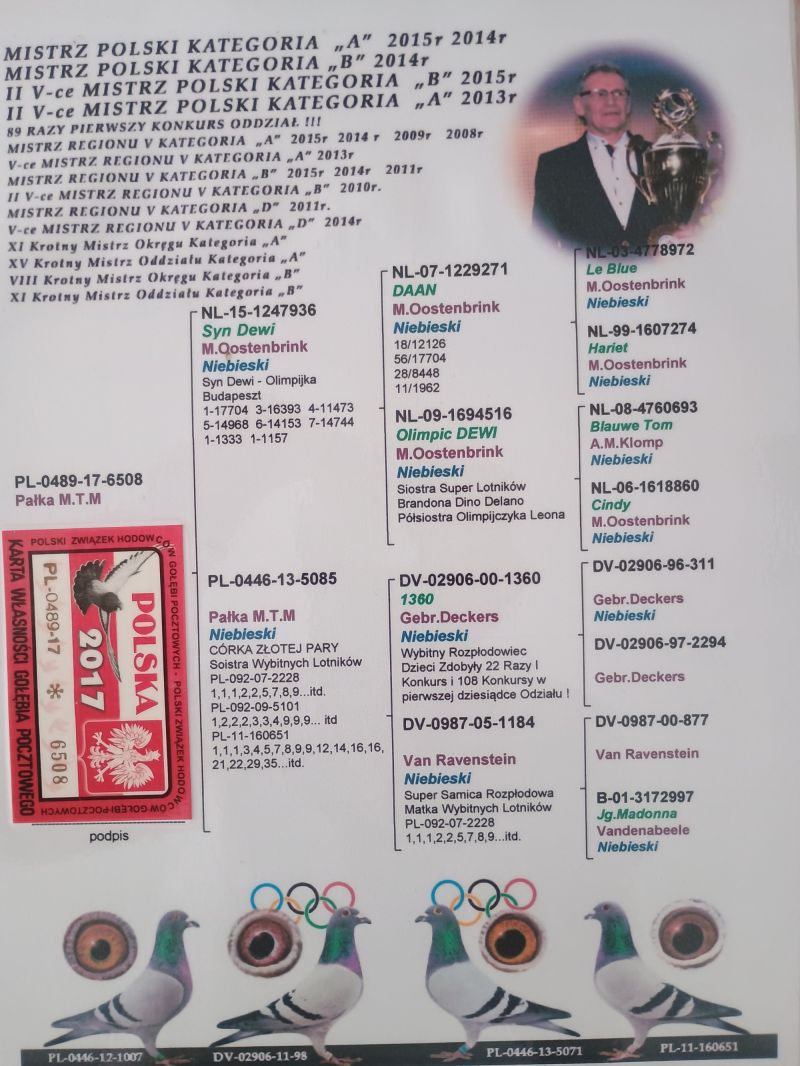 MISTRZ POLSKI KATEGORIA „A” 2015r 2014r
MISTRZ POLSKI KATEGORIA „B” 2014r
II V-ce MISTRZ POLSKI KATEGORIA „B” 2015r
II V-ce MISTRZ POLSKI KATEGORIA „A” 2013r
89 RAZY PIERWSZY KONKURS ODDZIAŁ !!!
MISTRZ REGIONU V KATEGORIA „A” 2015r 2014 r 2009r 2008r
V-ce MISTRZ REGIONU V KATEGORIA „A” 2013r
MISTRZ REGIONU V KATEGORIA „B” 2015r 2014r 2011r
II V-ce MISTRZ REGIONU V KATEGORIA „B” 2010r.
MISTRZ REGIONU V KATEGORIA „D” 2011r.
V-ce MISTRZ REGIONU V KATEGORIA „D” 2014r
XI Krotny Mistrz Okręgu Kategoria „A”
XV Krotny Mistrz Oddziału Kategoria „A”
VIII Krotny Mistrz Okręgu Kategoria „B”
XI Krotny Mistrz Oddziału Kategoria „B”
PL-0489-17-6508
Pałka M.T.M
POLSKI ZWIĄZEK HODOWCÓW GOŁĘBI POCZTOWYCH - POLSKI ZWIĄZEK HODOWCÓW GOŁĘBI POCZTOWYCH
KARTA WŁASNOŚCI GOŁĘBIA POCZTOWEGO
PL-0489-17 * 6508
POLSKA
2017
podpis
NL-15-1247936
Syn Dewi
M.Oostenbrink
Niebieski
Syn Dewi - Olimpijka
Budapeszt
1-17704 3-16393 4-11473
5-14968 6-14153 7-14744
1-1333 1-1157
PL-0446-13-5085
Pałka M.T.M
Niebieski
CÓRKA ZŁOTEJ PARY
Soistra Wybitnych Lotników
PL-092-07-2228
1,1,1,2,2,5,7,8,9...itd.
PL-092-09-5101
1,2,2,2,3,3,4,9,9,9... itd
PL-11-160651
1,1,1,3,4,5,7,8,9,9,12,14,16,16,
21,22,29,35...itd.
NL-07-1229271
DAAN
M.Oostenbrink
Niebieski
18/12126
56/17704
28/8448
11/1962
NL-09-1694516
Olimpic DEWI
M.Oostenbrink
Niebieski
Siostra Super Lotników
Brandona Dino Delano
Półsiostra Olimpijczyka Leona
DV-02906-00-1360
1360
Gebr.Deckers
Niebieski
Wybitny Rozpłodowiec
Dzieci Zdobyły 22 Razy I
Konkurs i 108 Konkursy w
pierwszej dziesiądce Odziału !
DV-0987-05-1184
Van Ravenstein
Niebieski
Super Samica Rozpłodowa
Matka Wybitnych Lotników
PL-092-07-2228
1,1,1,2,2,5,7,8,9...itd.
NL-03-4778972
Le Blue
M.Oostenbrink
Niebieski
NL-99-1607274
Hariet
M.Oostenbrink
Niebieski
NL-08-4760693
Blauwe Tom
A.M.Klomp
Niebieski
NL-06-1618860
Cindy
M.Oostenbrink
Niebieski
DV-02906-96-311
Gebr.Deckers
Niebieski
DV-02906-97-2294
Gebr.Deckers
DV-0987-00-877
Van Ravenstein
B-01-3172997
Jg.Madonna
Vandenabeele
Niebieski
PL-0446-12-1007
DV-02906-11-98
PL-0446-13-5071
PL-11-160651